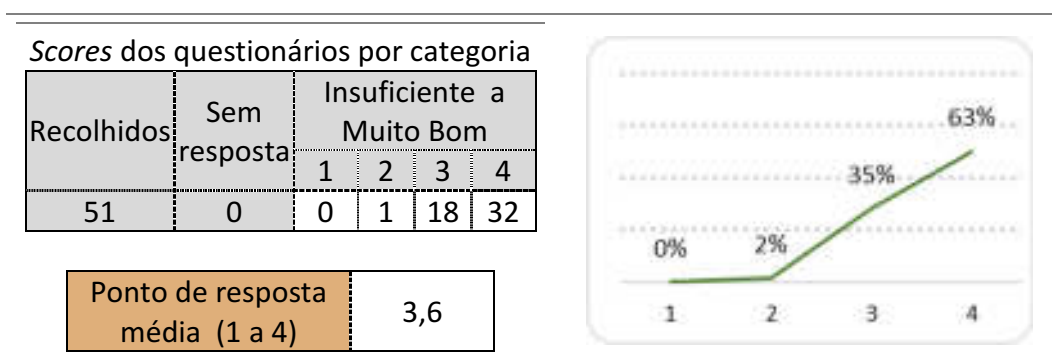 Scores dos questionários por categoria
Recolhidos
Sem
resposta
Insuficiente a
Muito Bom
1 2 3 4
51 0 0 1 18 32
Ponto de resposta
média (1 a 4)
3,6
63%
35%
2%
0%
1 2 3 4